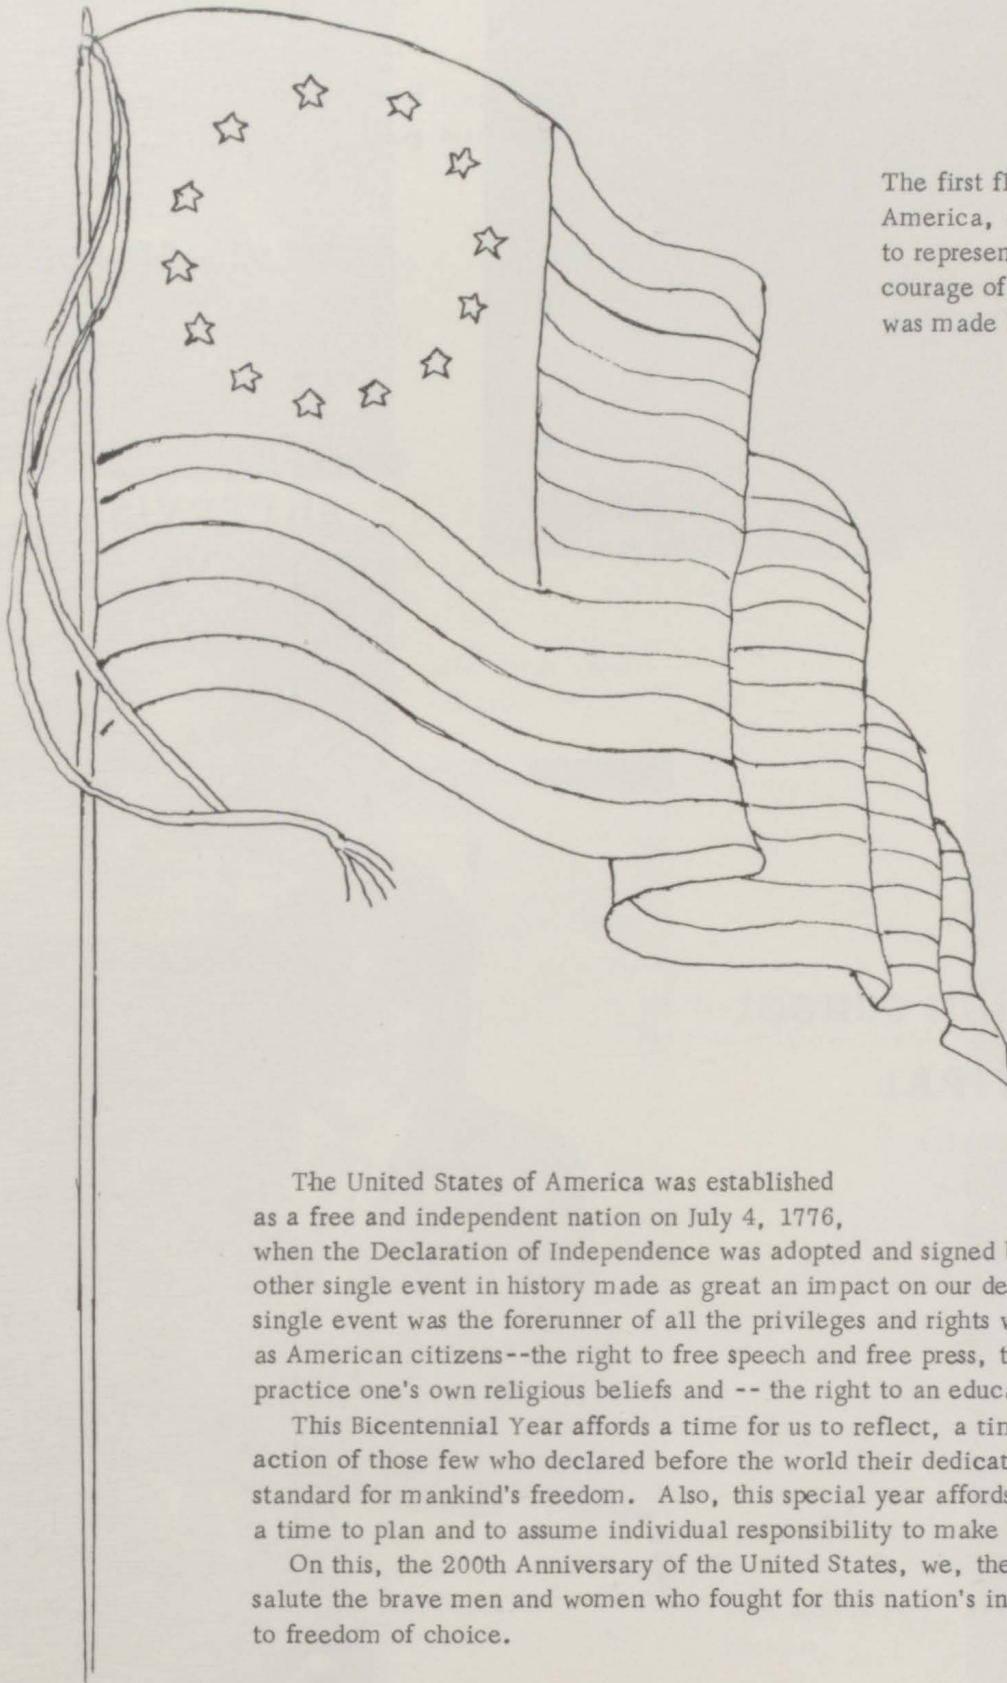 The first
America,
to
courage of
was made
The United States of America was established
as a free and independent nation on July 4, 1776,
when the Declaration of Independence was adopted and signed
other single event in history made as great an impact on our
single event was the forerunner of all the privileges and rights
as American citizens--the right to free speech and free press,
practice one's own religious beliefs and -- the right to an
This Bicentennial Year affords a time for us to reflect, a
action of those few who declared before the world their
standard for mankind's freedom. Also, this special year affords
a time to plan and to assume individual responsibility to make
On this, the 200th Anniversary of the United States, we, the
salute the brave men and women who fought for this nation's
to freedom of choice.